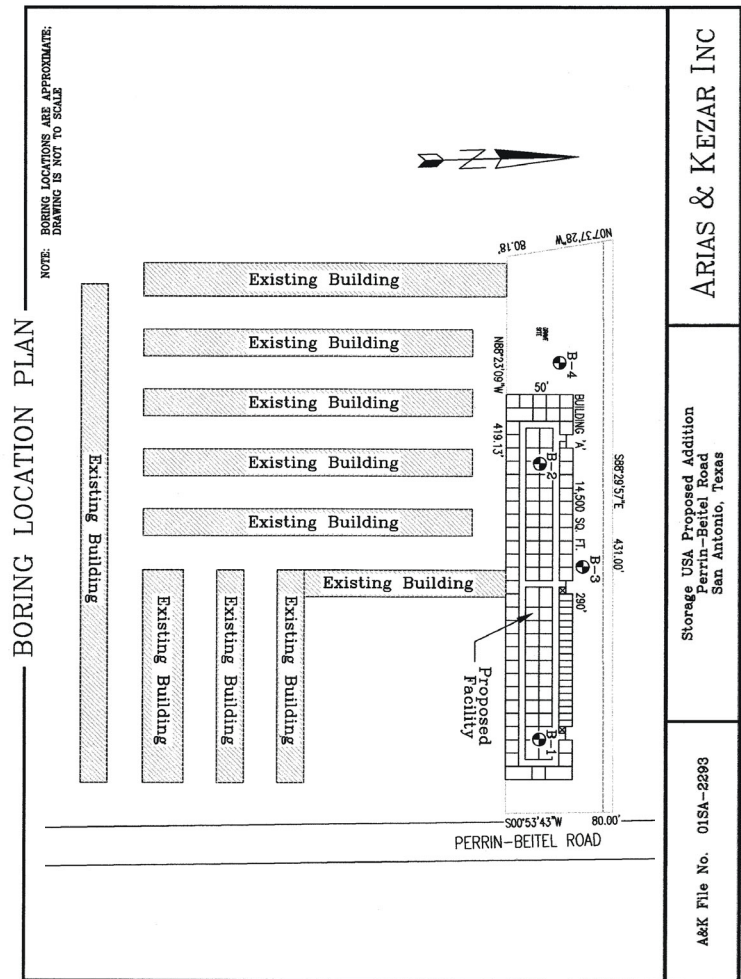 ARIAS & KEZAR INC
Storage USA Proposed Addition
Perrin-Beitel Road
San Antonio, Texas
A&K File No. 01SA-2293
NOTE: BORING LOCATIONS ARE APPROXIMATE;
DRAWING IS NOT TO SCALE
N
N07°37'28"W
80.18'
S88°29'57"E 431.00'
B-4
50'
BUILDING 'A' 14,500 SQ. FT. 290'
B-2
B-3
B-1
N88°23'09"W 419.13'
Proposed
Facility
S00°53'43"W 80.00'
PERRIN-BEITEL ROAD
Existing Building
Existing Building
Existing Building
Existing Building
Existing Building
Existing Building
Existing Building
Existing Building
Existing Building
Existing Building
BORING LOCATION PLAN